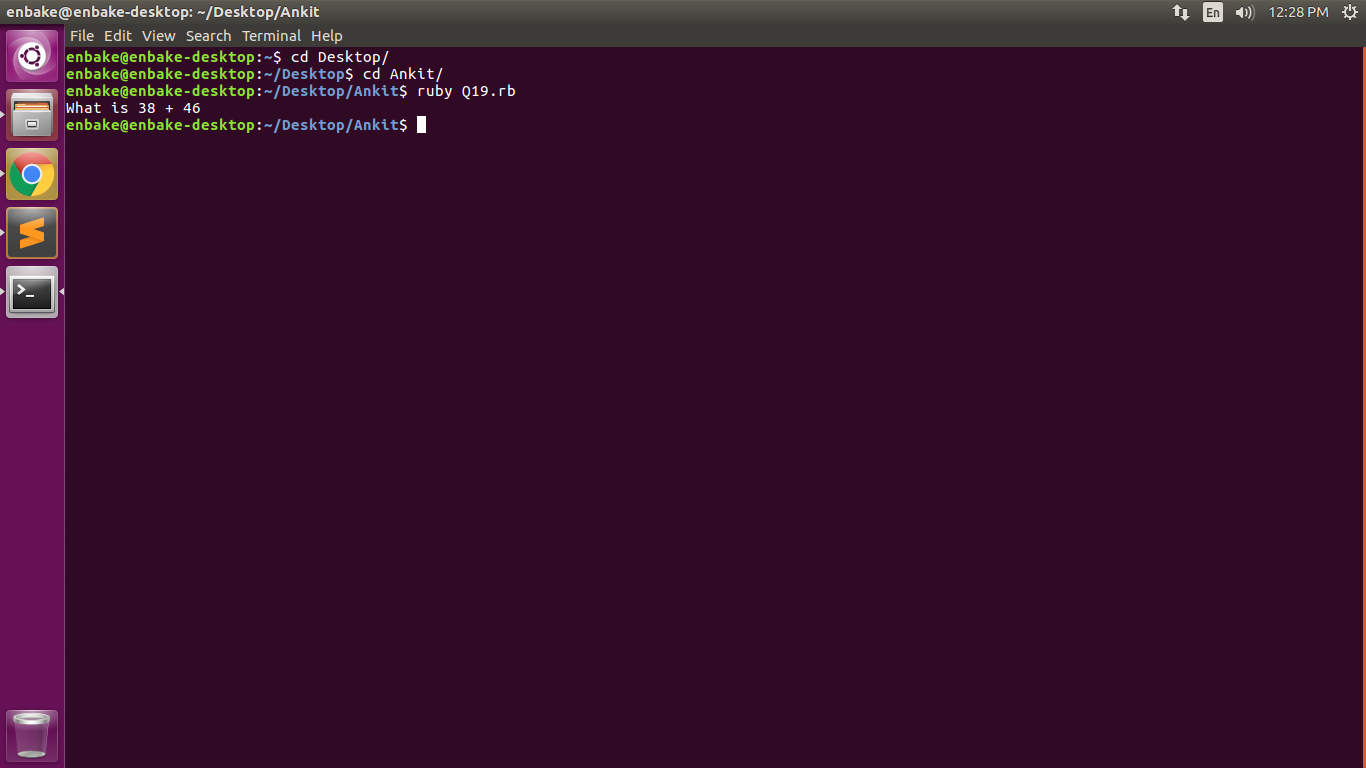 enbake@enbake-desktop: ~/Desktop/Ankit
En
12:28 PM
File Edit View Search Terminal Help
enbake@enbake-desktop:~$ cd Desktop/
enbake@enbake-desktop:~/Desktop$ cd Ankit/
enbake@enbake-desktop:~/Desktop/Ankit$ ruby Q19.rb
What is 38 + 46
enbake@enbake-desktop:~/Desktop/Ankit$
>_